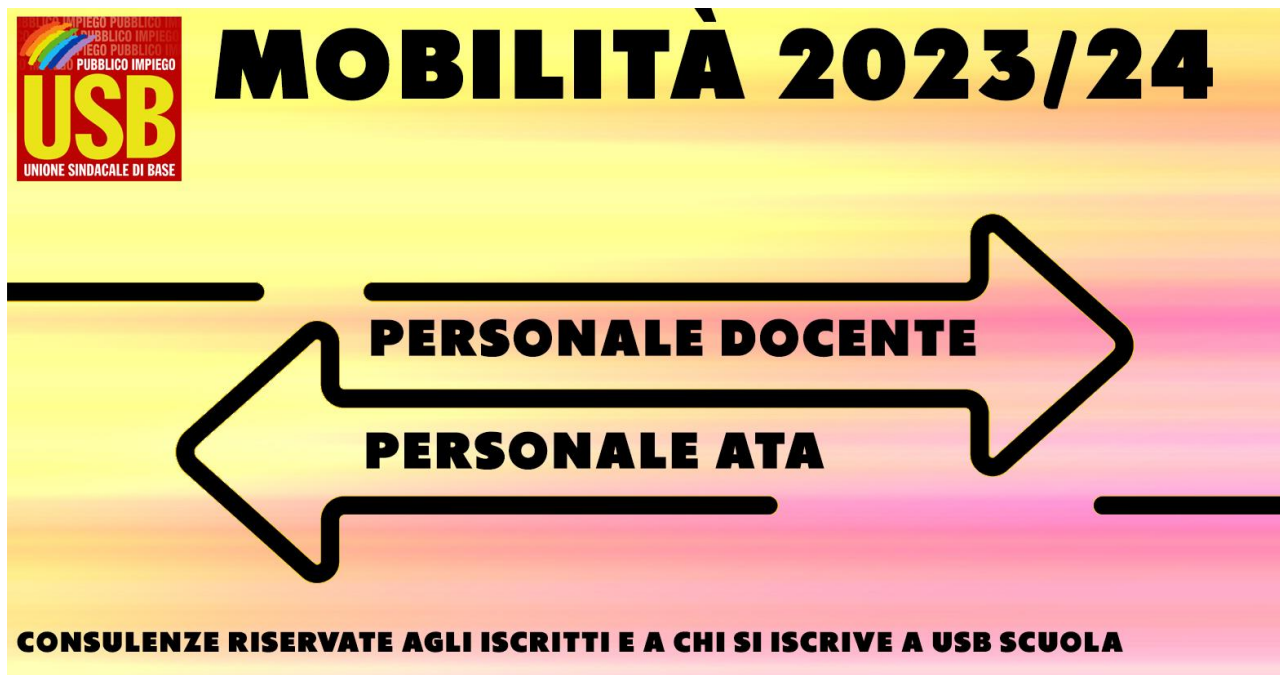 MOBILITÀ 2023/24
PUBBLICO IMPIEGO
USB
UNIONE SINDACALE DI BASE
PERSONALE DOCENTE
PERSONALE ATA
CONSULENZE RISERVATE AGLI ISCRITTI E A CHI SI ISCRIVE A USB SCUOLA